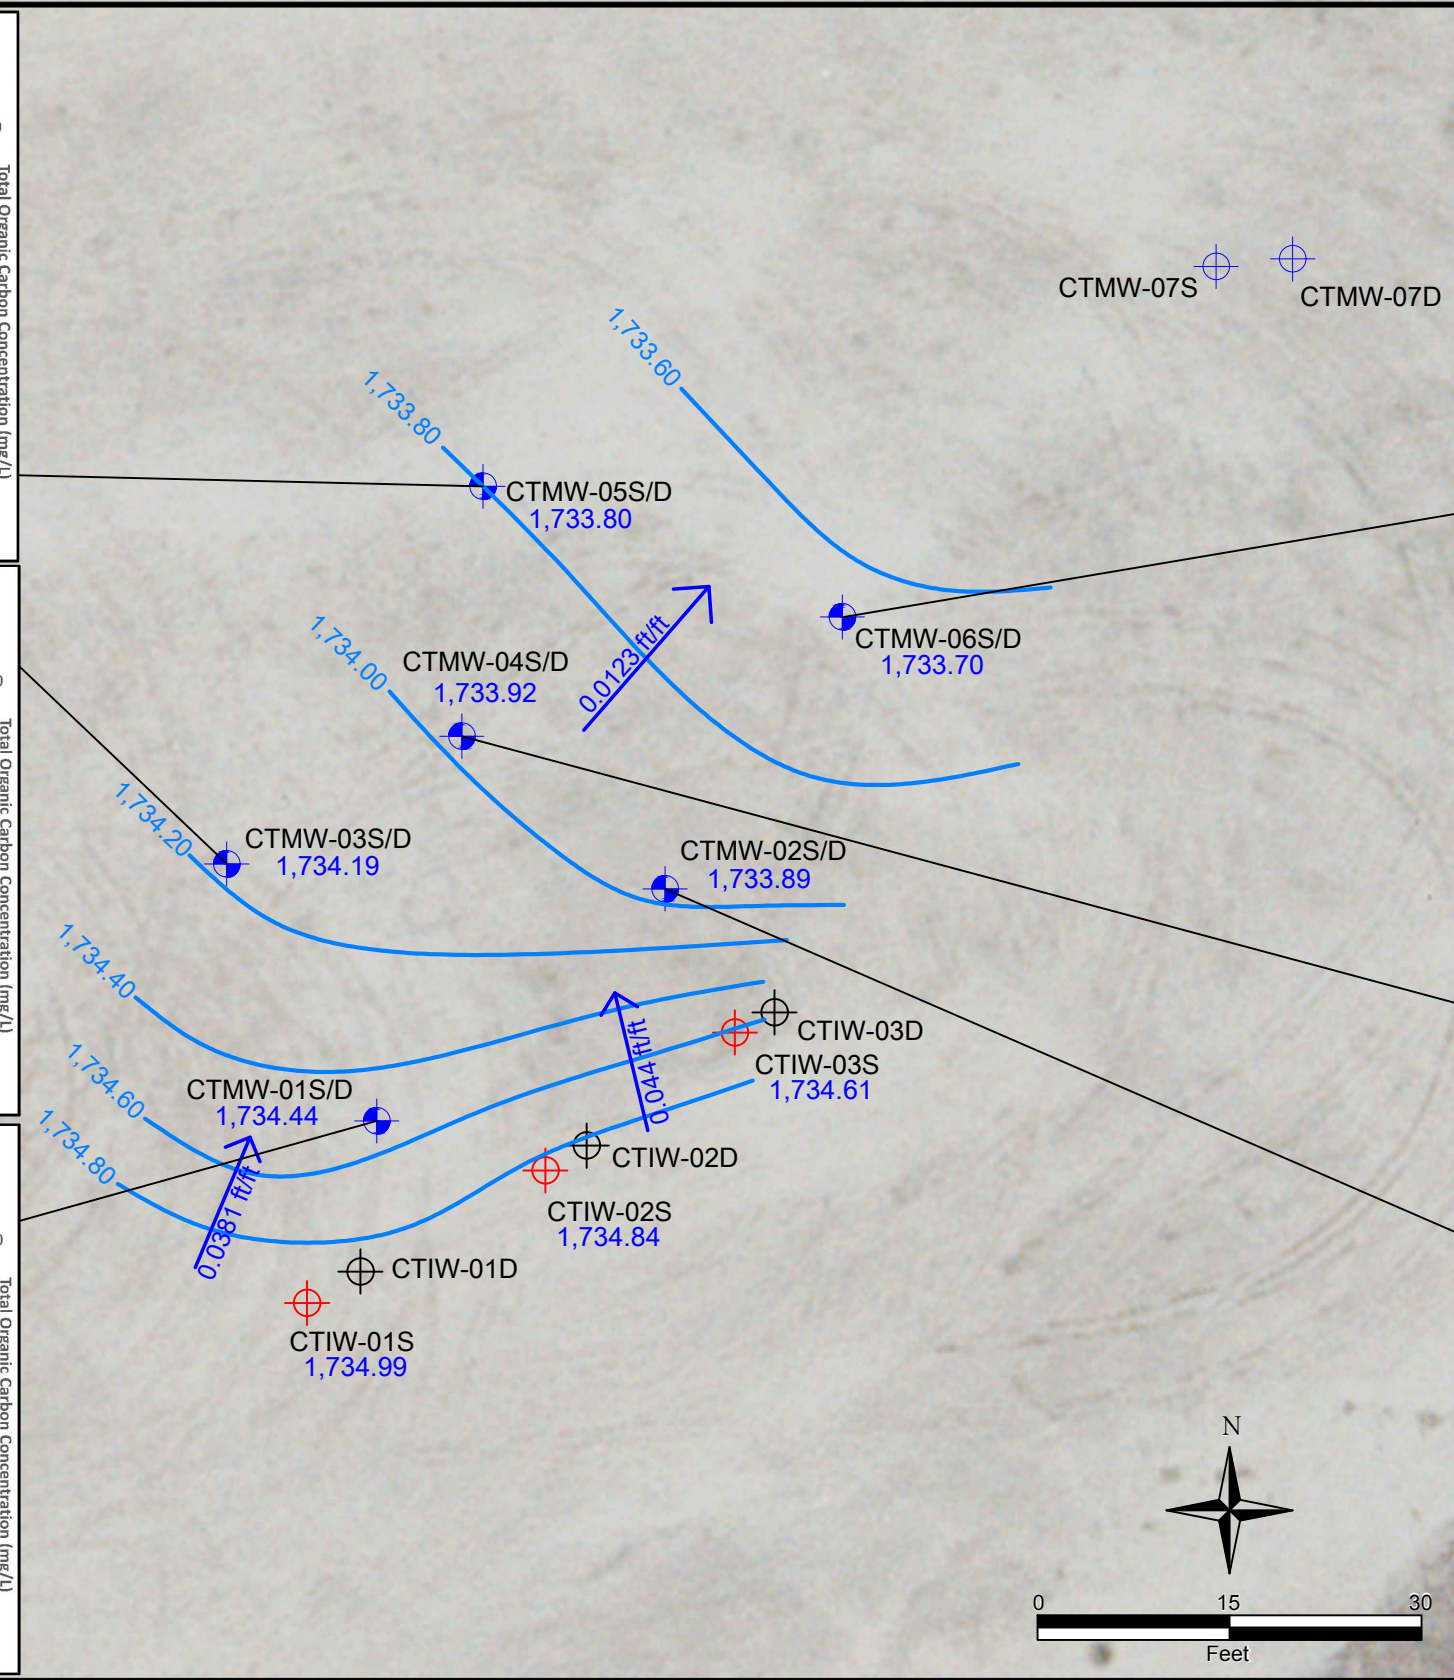 Total Organic Carbon Concentration (mg/L)
Total Organic Carbon Concentration (mg/L)
Total Organic Carbon Concentration (mg/L)
CTMW-07S
CTMW-07D
1,733.60
1,733.80
CTMW-05S/D
1,733.80
0.0123 ft/ft
CTMW-06S/D
1,733.70
1,734.00
CTMW-04S/D
1,733.92
1,734.20
CTMW-03S/D
1,734.19
CTMW-02S/D
1,733.89
1,734.40
CTIW-03D
CTIW-03S
1,734.61
0.044 ft/ft
1,734.60
CTMW-01S/D
1,734.44
1,734.80
0.0381 ft/ft
CTIW-02D
CTIW-02S
1,734.84
CTIW-01D
CTIW-01S
1,734.99
N
0 15 30
Feet